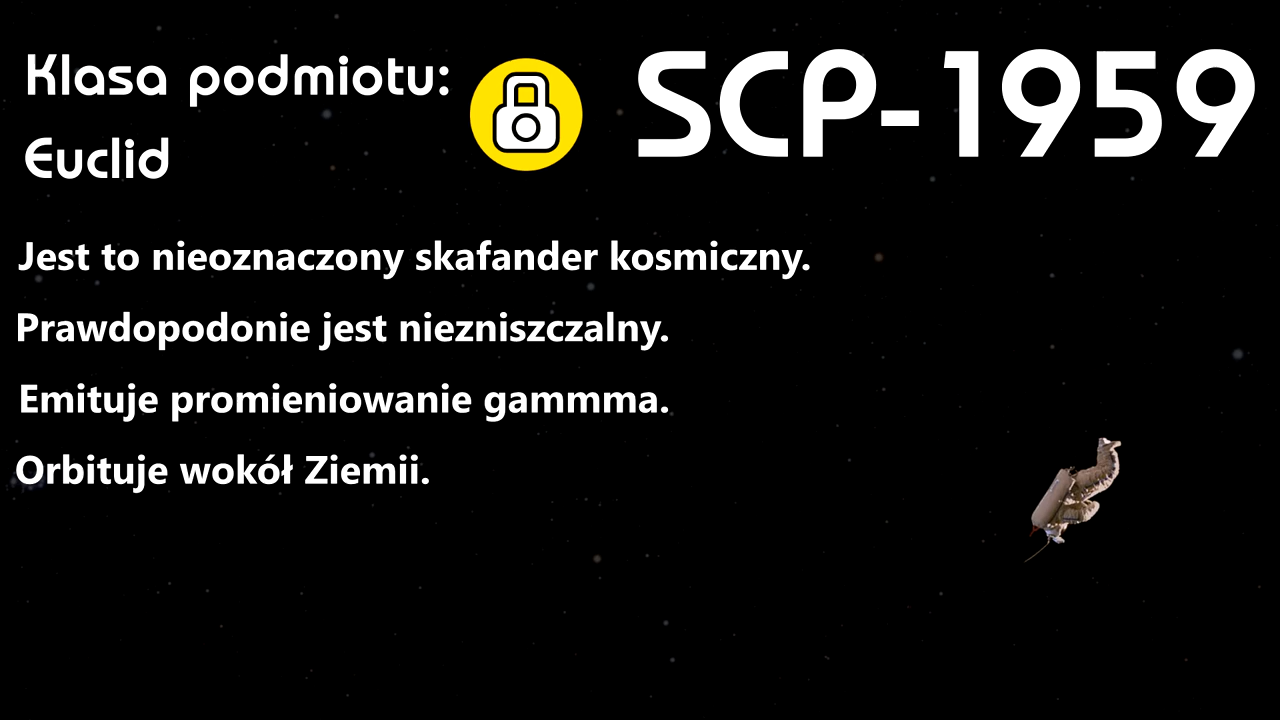 Klasa podmiotu:
Euclid
SCP-1959
Jest to nieoznaczony skafander kosmiczny.
Prawdopodonie jest niezniszczalny.
Emituje promieniowanie gammma.
Orbituje wokół Ziemii.